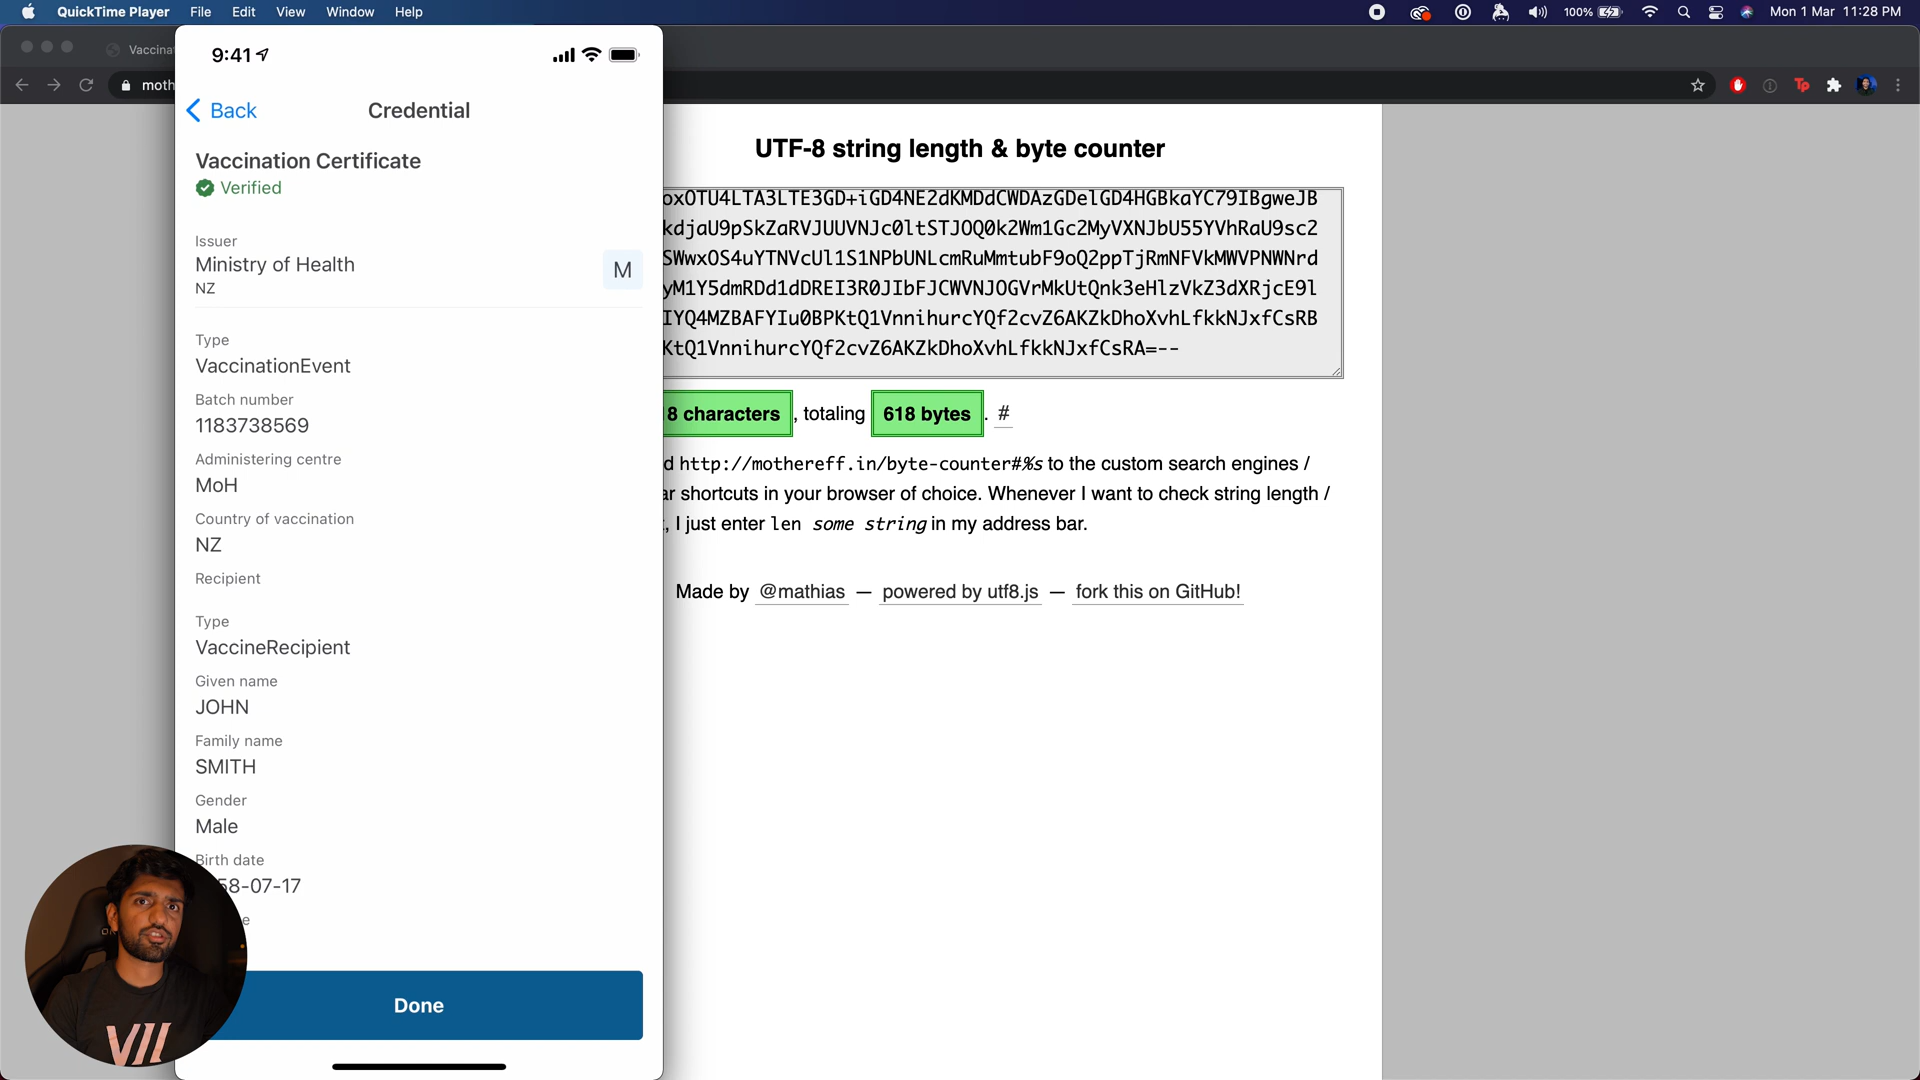 QuickTime Player File Edit View Window Help
100% Mon 1 Mar 11:28 PM
9:41
Back
Credential
Vaccination Certificate
Verified
Issuer
Ministry of Health
NZ
M
Type
VaccinationEvent
Batch number
1183738569
Administering centre
MoH
Country of vaccination
NZ
Recipient
Type
VaccineRecipient
Given name
JOHN
Family name
SMITH
Gender
Male
Birth date
58-07-17
Done
VII
UTF-8 string length & byte counter
oxOTU4LTA3LTE3GD+iGD4NE2dKMDdCWDAzGDelGD4HGBkaYC79IBgweJB
kdjaU9pSkZaRVJUUVNJc0ltSTJOQ0k2Wm1Gc2MyVXNJbU55YVhRaU9sc2
SWwxOS4uYTNVcUl1S1NPbUNLcmRuMmtubF9oQ2ppTjRmNFVkMWVPNWNrd
yM1Y5dmRDd1dDREI3R0JIbFJCWVNJOGVrMkUtQnk3eHlzVkZ3dXRjcE9l
IYQ4MZBAFYIu0BPKtQ1VnnihurcYQf2cvZ6AKZkDhoXvhLfkkNJxfCsRB
KtQ1VnnihurcYQf2cvZ6AKZkDhoXvhLfkkNJxfCsRA=--
8 characters, totaling 618 bytes. #
d http://mothereff.in/byte-counter#%s to the custom search engines /
ar shortcuts in your browser of choice. Whenever I want to check string length /
, I just enter len some string in my address bar.
Made by @mathias — powered by utf8.js — fork this on GitHub!